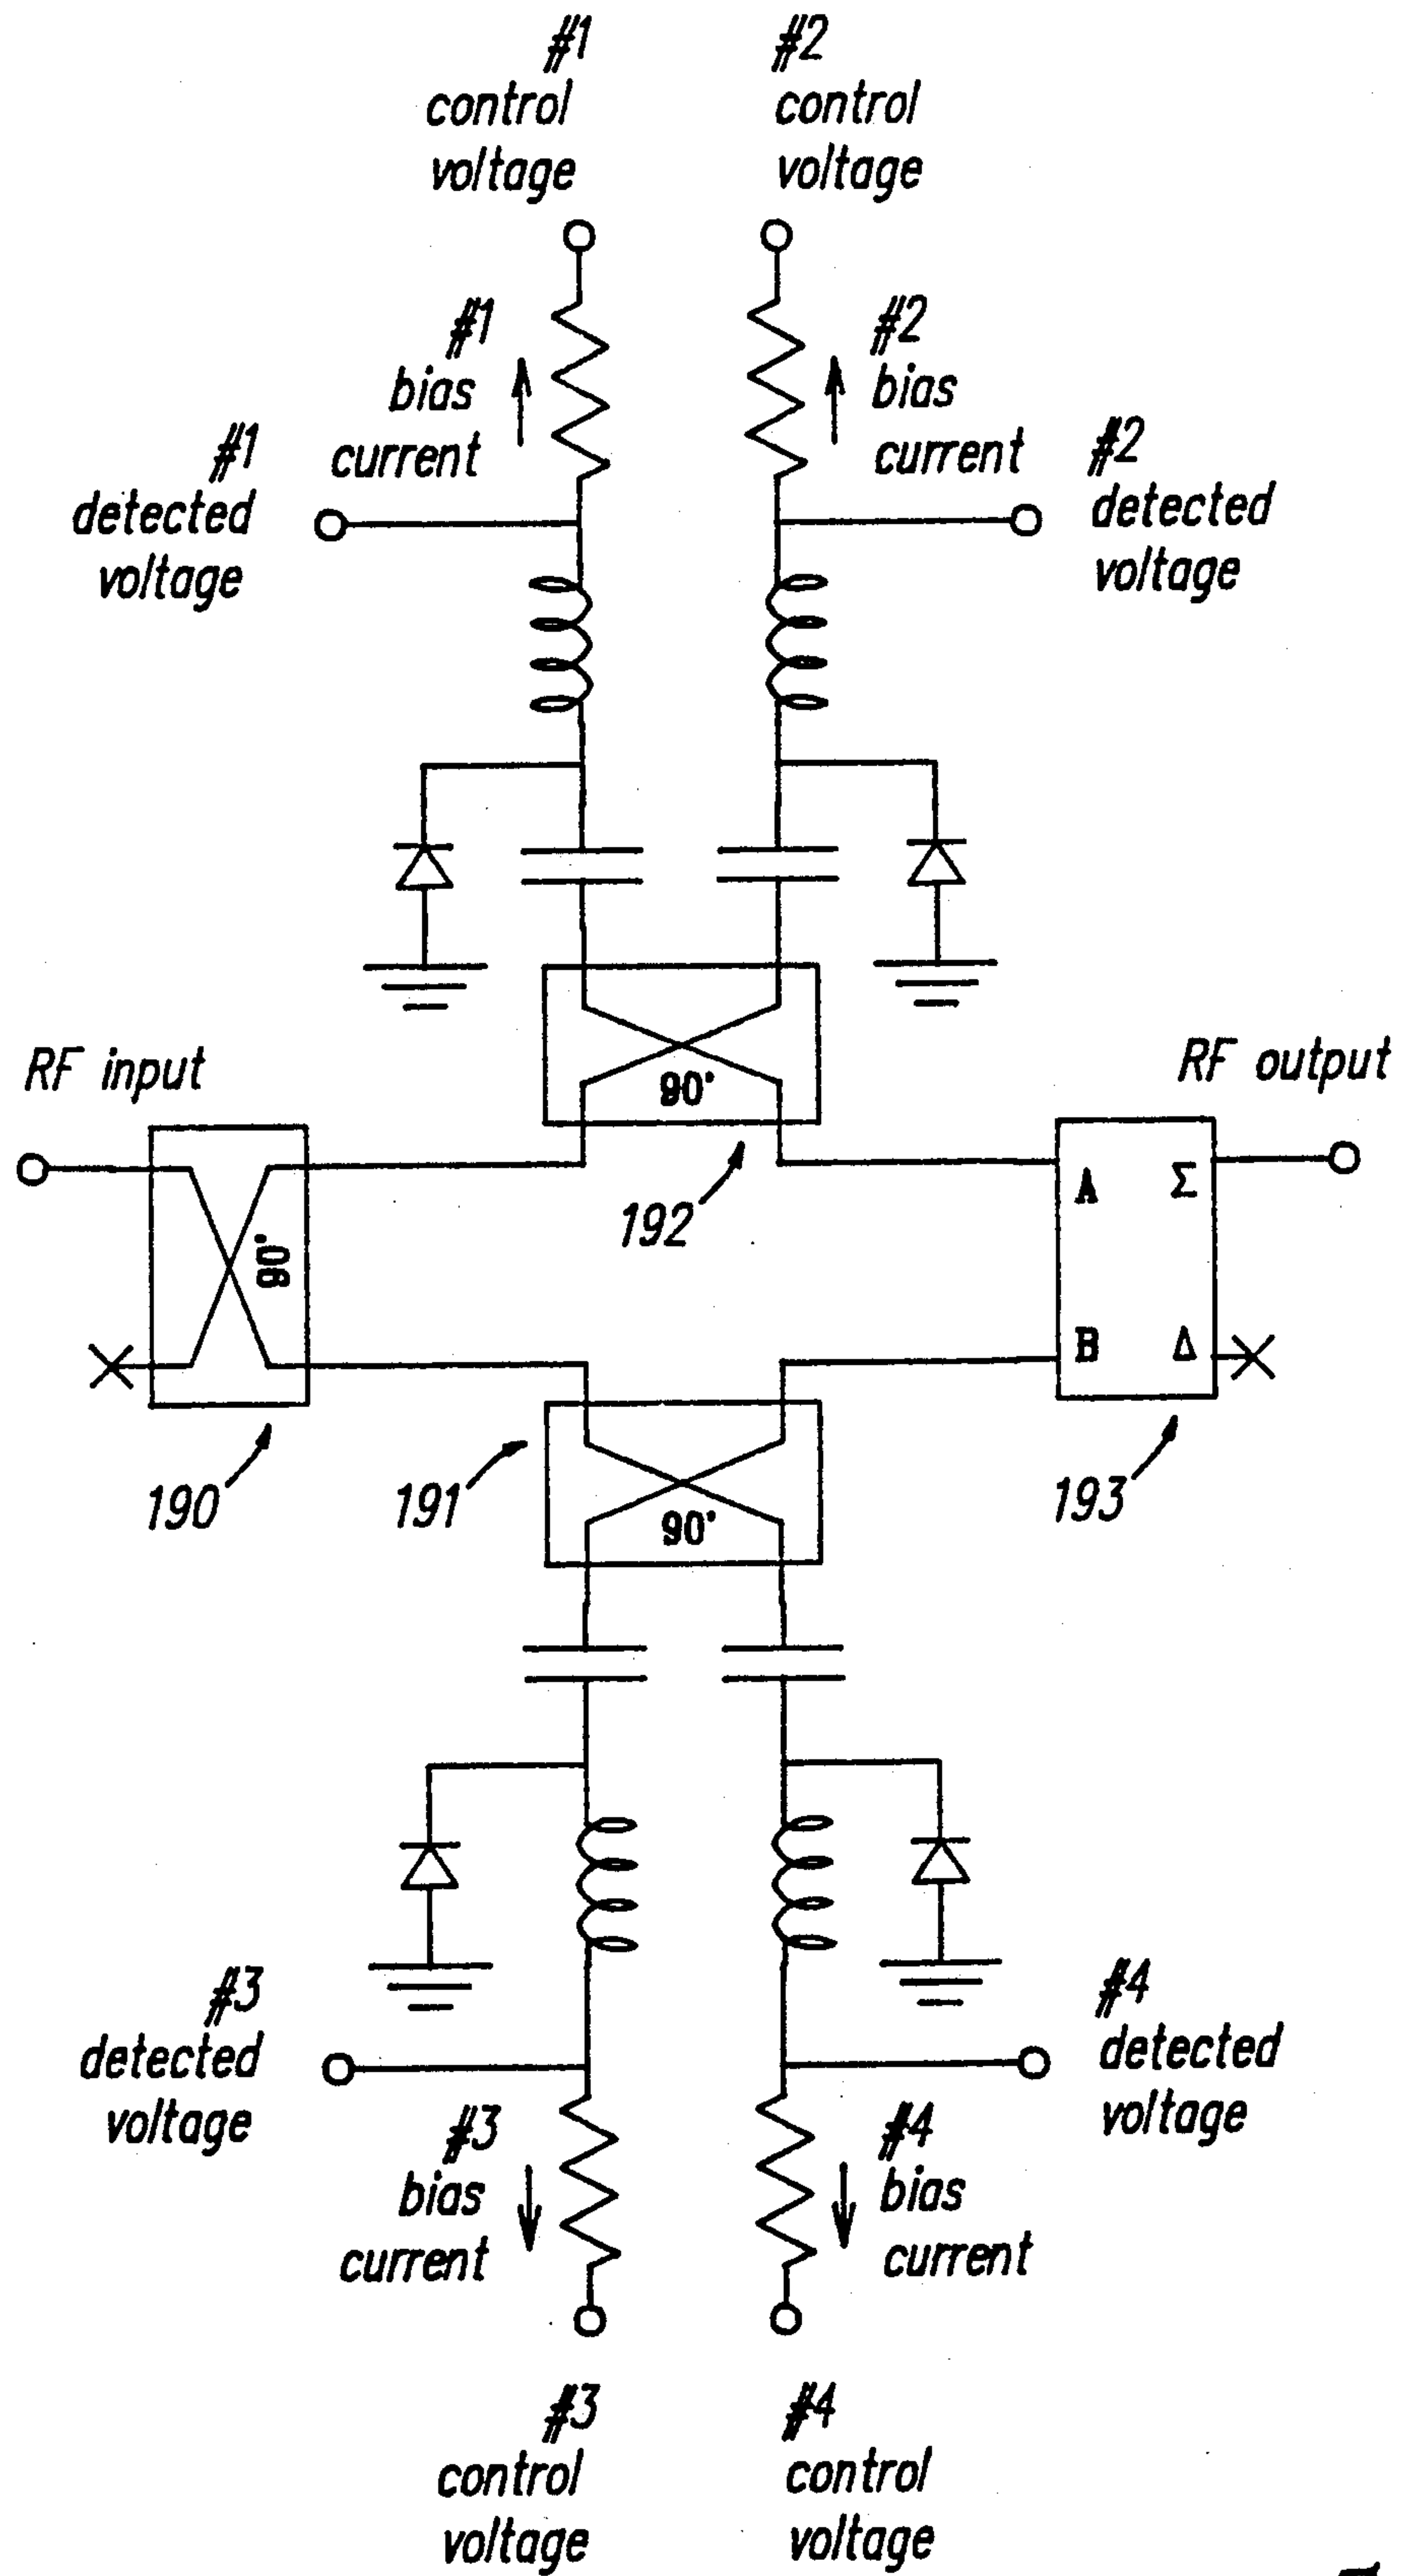 #1
control
voltage
#2
control
voltage
#1
bias
current
#2
bias
current
#1
detected
voltage
#2
detected
voltage
90°
RF input
RF output
192
90°
A Σ
B Δ
190
191
193
90°
#3
detected
voltage
#4
detected
voltage
#3
bias
current
#4
bias
current
#3
control
voltage
#4
control
voltage